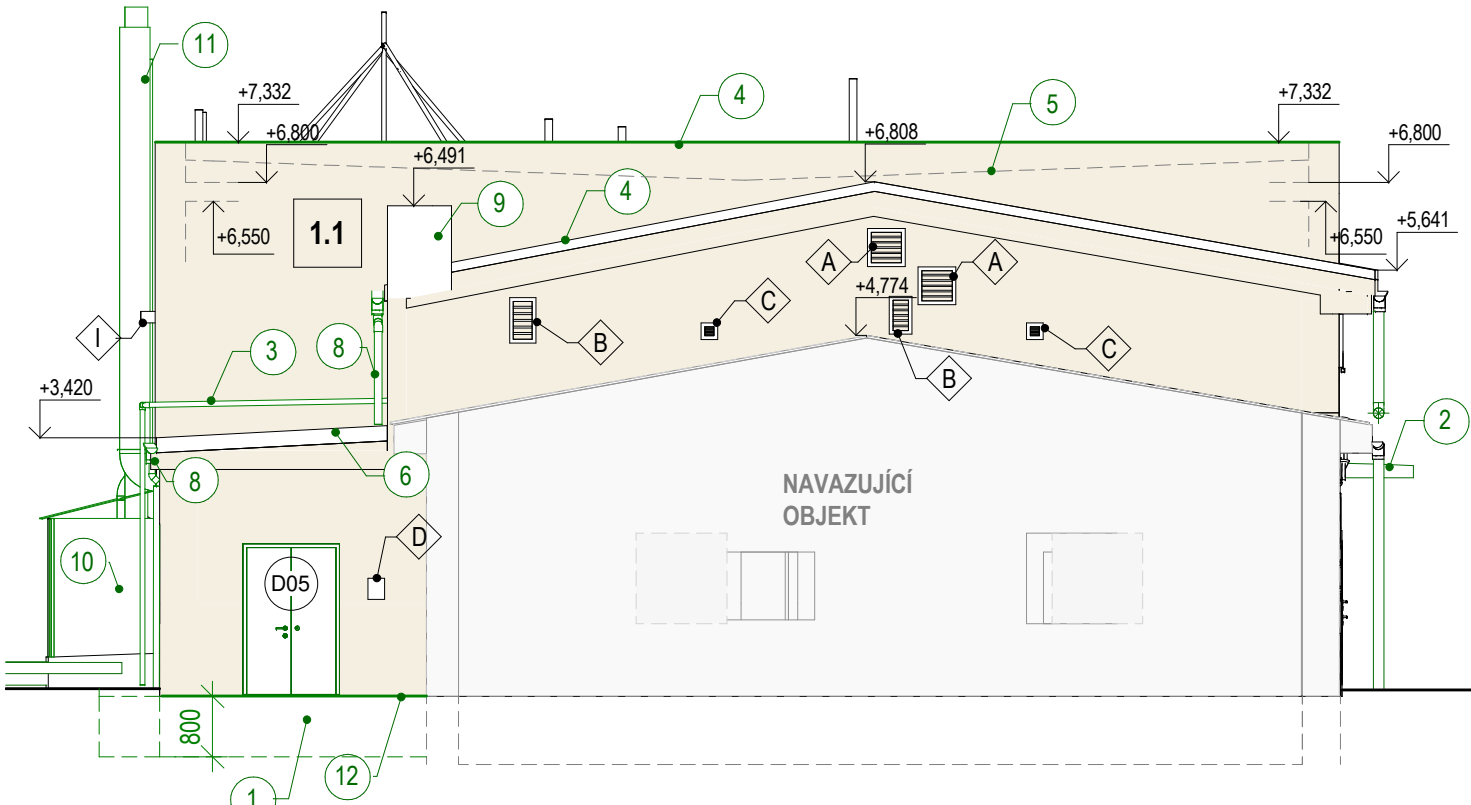 11
4
5
+7,332
+7,332
+6,800
+6,808
+6,800
+6,491
4
9
1.1
+6,550
+5,641
+6,550
A
A
+4,774
C
B
I
3
8
C
B
+3,420
2
8
6
NAVAZUJÍCÍ
OBJEKT
D
10
D05
800
12
1